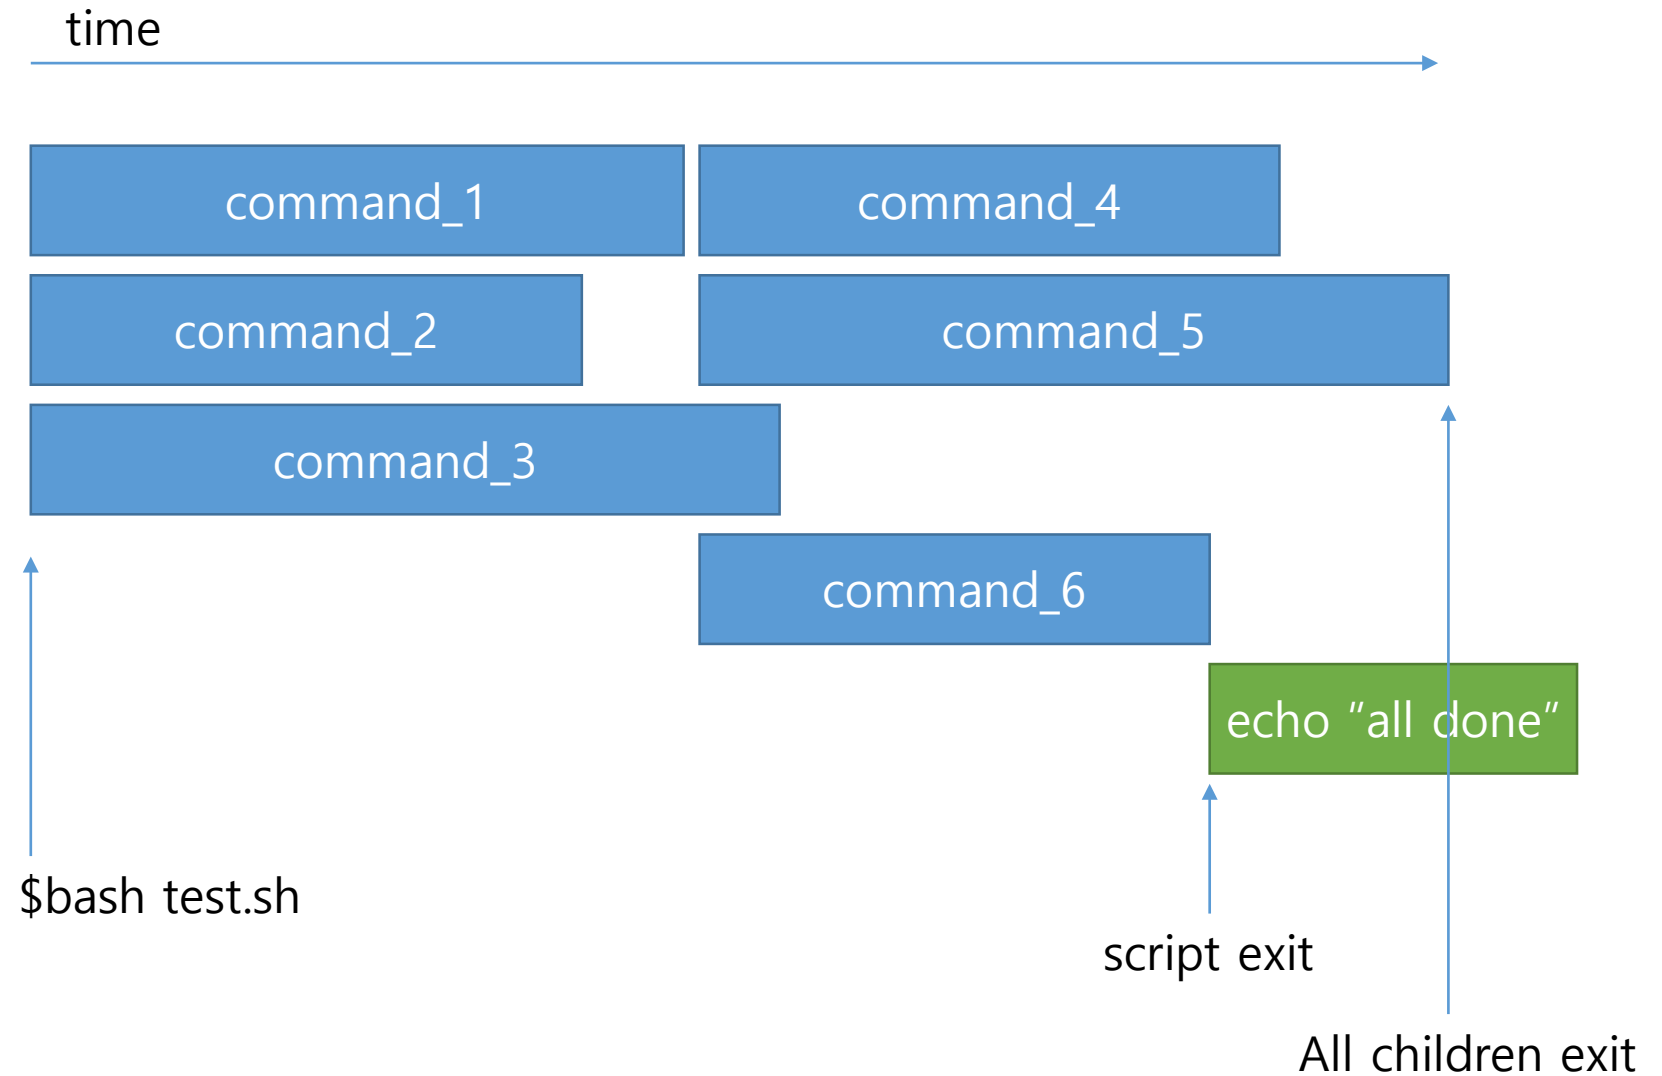 time
command_1
command_4
command_2
command_5
command_3
command_6
echo ”all done”
$bash test.sh
script exit
All children exit